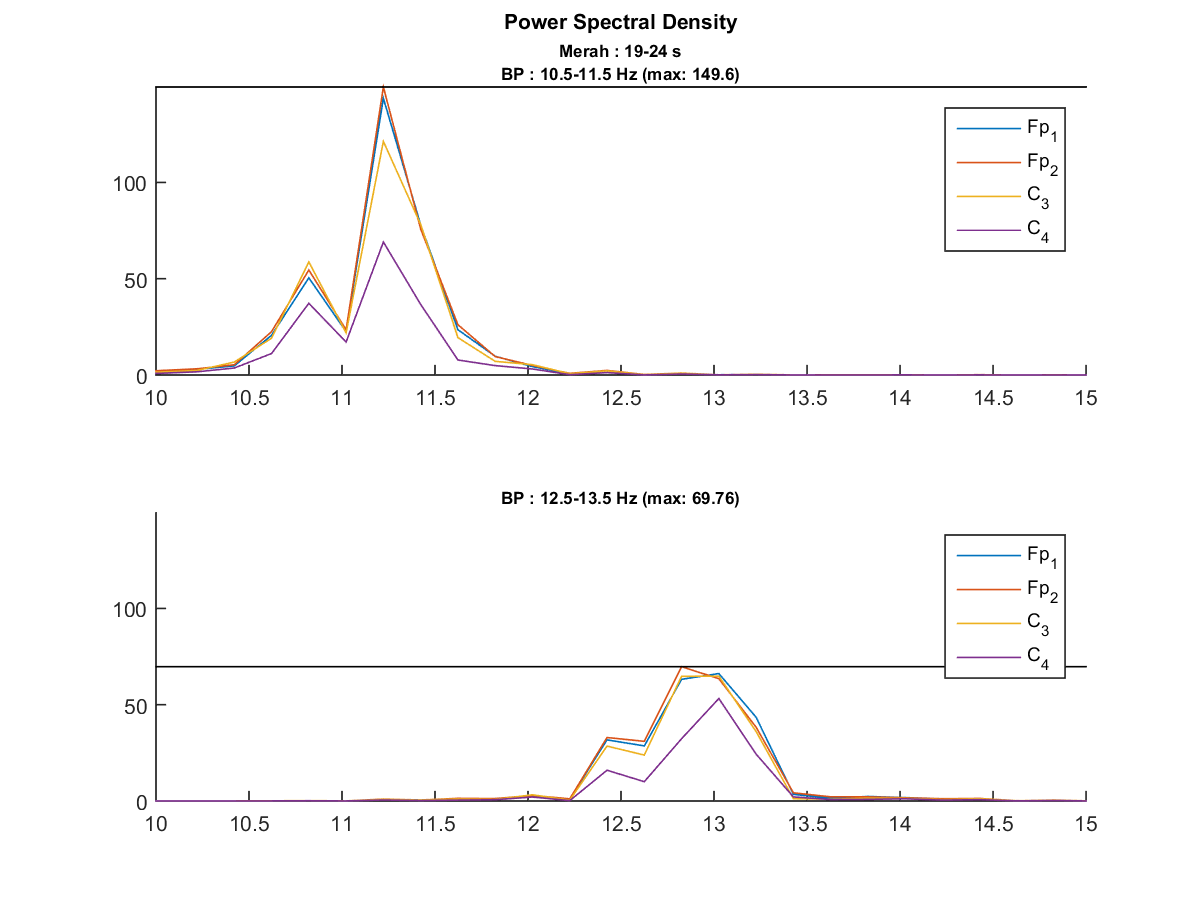 Power Spectral Density
Merah : 19-24 s
BP : 10.5-11.5 Hz (max: 149.6)
Fp1
Fp2
C3
C4
100
50
0
10 10.5 11 11.5 12 12.5 13 13.5 14 14.5 15
BP : 12.5-13.5 Hz (max: 69.76)
Fp1
Fp2
C3
C4
100
50
0
10 10.5 11 11.5 12 12.5 13 13.5 14 14.5 15